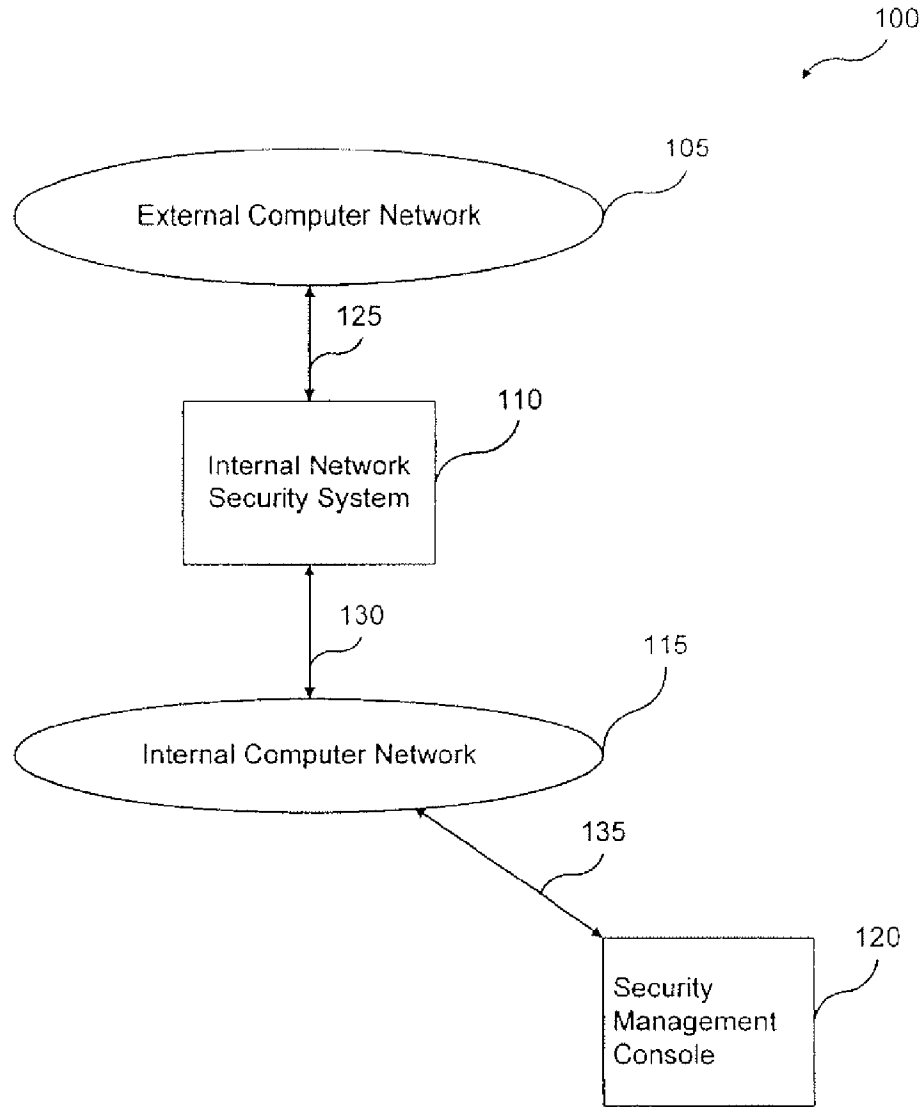 100
105
External Computer Network
125
110
Internal Network
Security System
130
115
Internal Computer Network
135
120
Security
Management
Console